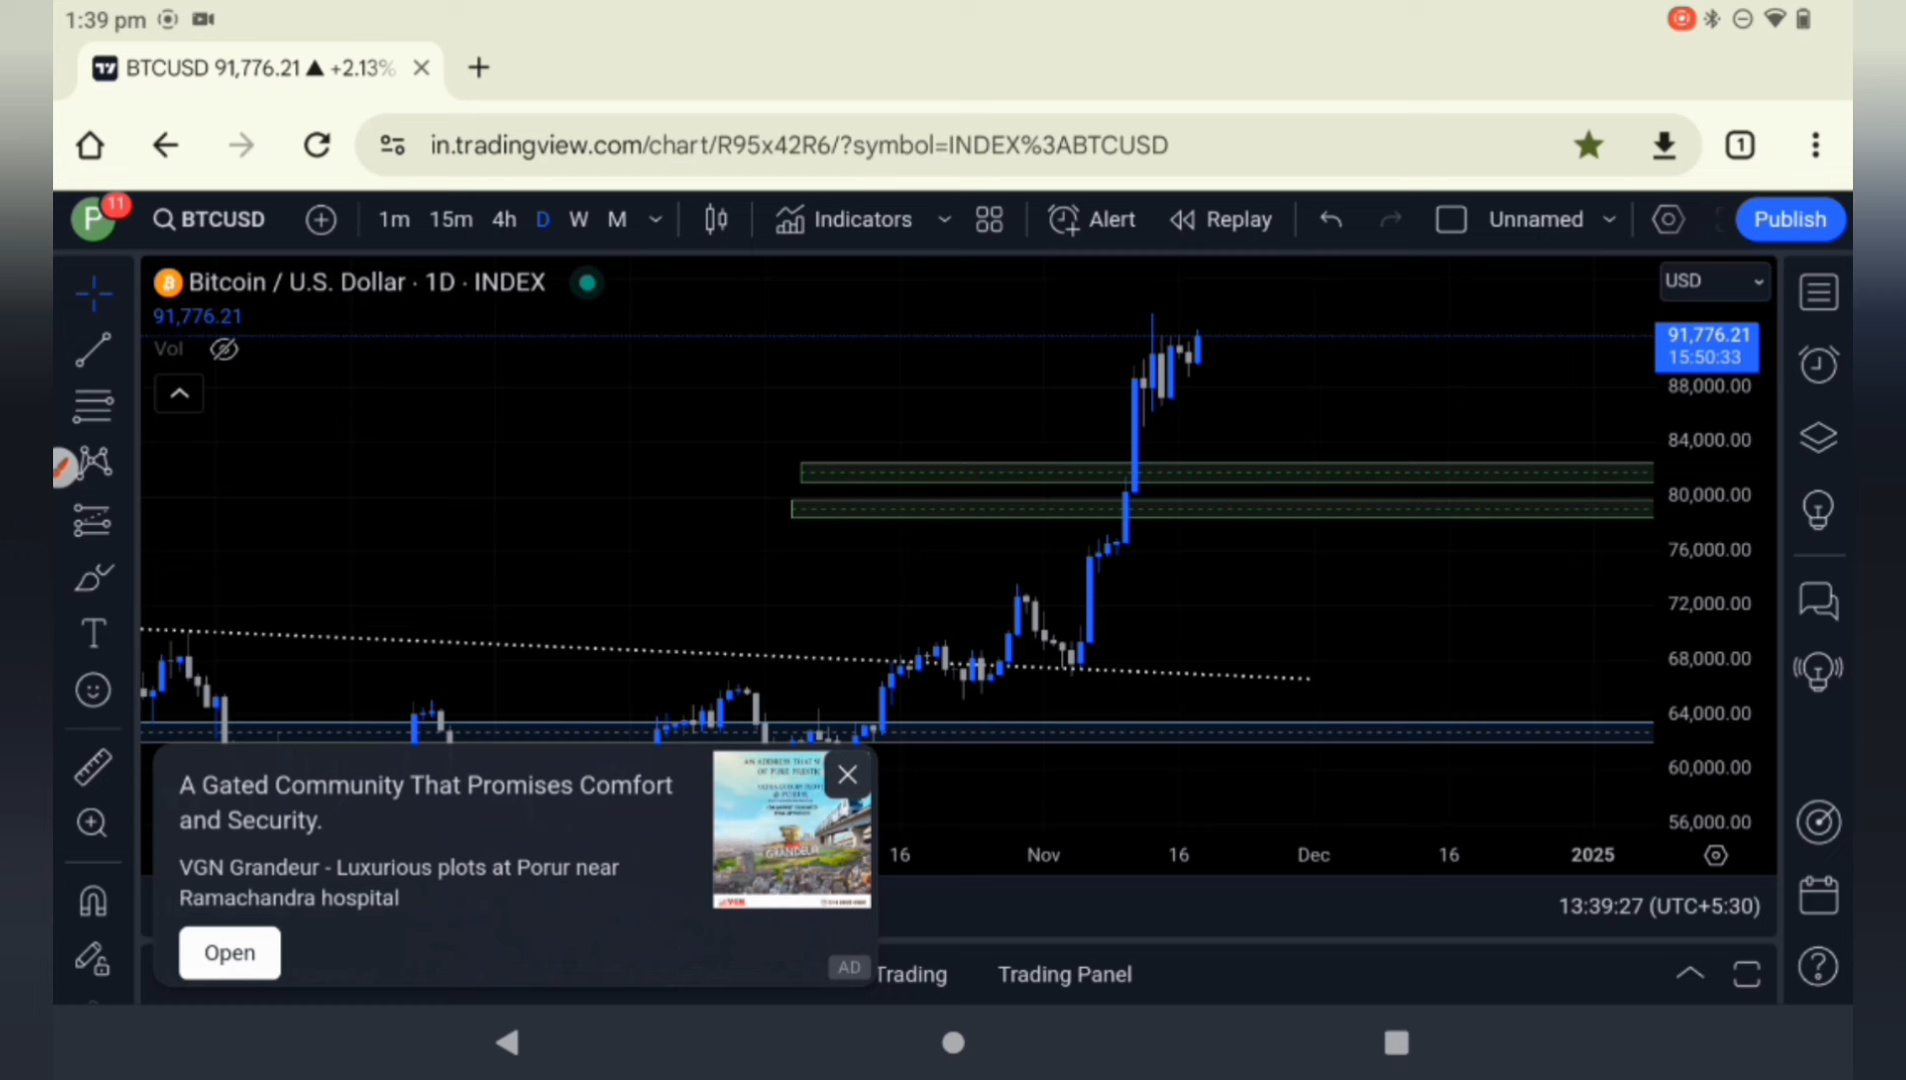 1:39 pm
BTCUSD 91,776.21 ▲ +2.13%
in.tradingview.com/chart/R95x42R6/?symbol=INDEX%3ABTCUSD
1
P
11
BTCUSD
1m 15m 4h D W M
Indicators
Alert
Replay
Unnamed
Publish
Bitcoin / U.S. Dollar · 1D · INDEX
USD
91,776.21
Vol
91,776.21
15:50:33
88,000.00
84,000.00
80,000.00
76,000.00
72,000.00
68,000.00
64,000.00
60,000.00
56,000.00
16 Nov 16 Dec 16 2025
A Gated Community That Promises Comfort
and Security.
VGN Grandeur - Luxurious plots at Porur near
Ramachandra hospital
Open
GRANDEUR
VGN
AD
13:39:27 (UTC+5:30)
Trading
Trading Panel